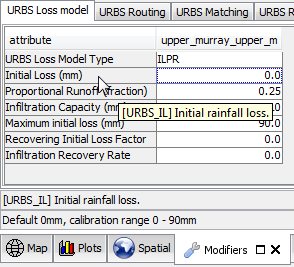 URBS Loss model URBS Routing URBS Matching URBS R
attribute upper_murray_upper_m
URBS Loss Model Type ILPR
Initial Loss (mm) 0.0
Proportional Runoff (fraction) 0.25
Infiltration Capacity (mm)
[URBS_IL] Initial rainfall loss.
Maximum initial loss (mm) 90.0
Recovering Initial Loss Factor 0.0
Infiltration Recovery Rate 0.0
[URBS_IL] Initial rainfall loss.
Default 0mm, calibration range 0 - 90mm
Map Plots Spatial Modifiers